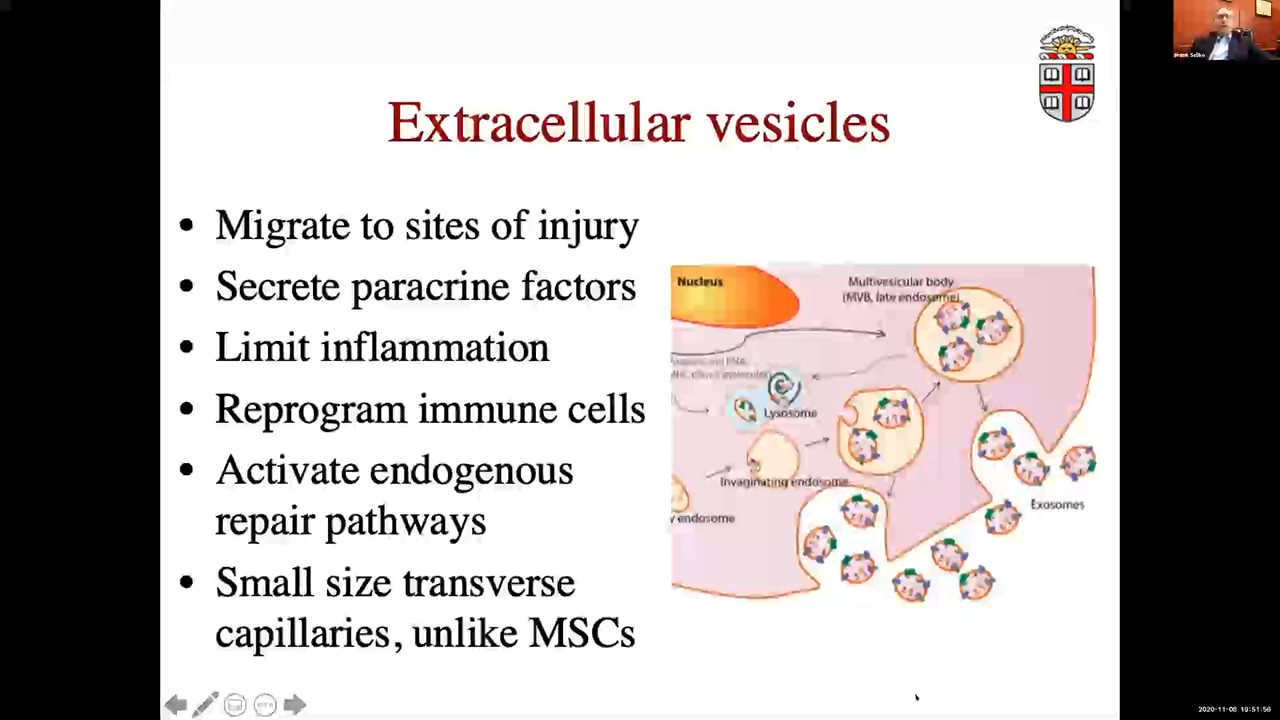 Extracellular vesicles
• Migrate to sites of injury
• Secrete paracrine factors
• Limit inflammation
• Reprogram immune cells
• Activate endogenous
repair pathways
• Small size transverse
capillaries, unlike MSCs
Nucleus
Multivesicular body
(MVB, late endosome)
Lysosome
Invaginating endosome
y endosome
Exosomes
2020-11-08 10:51:56